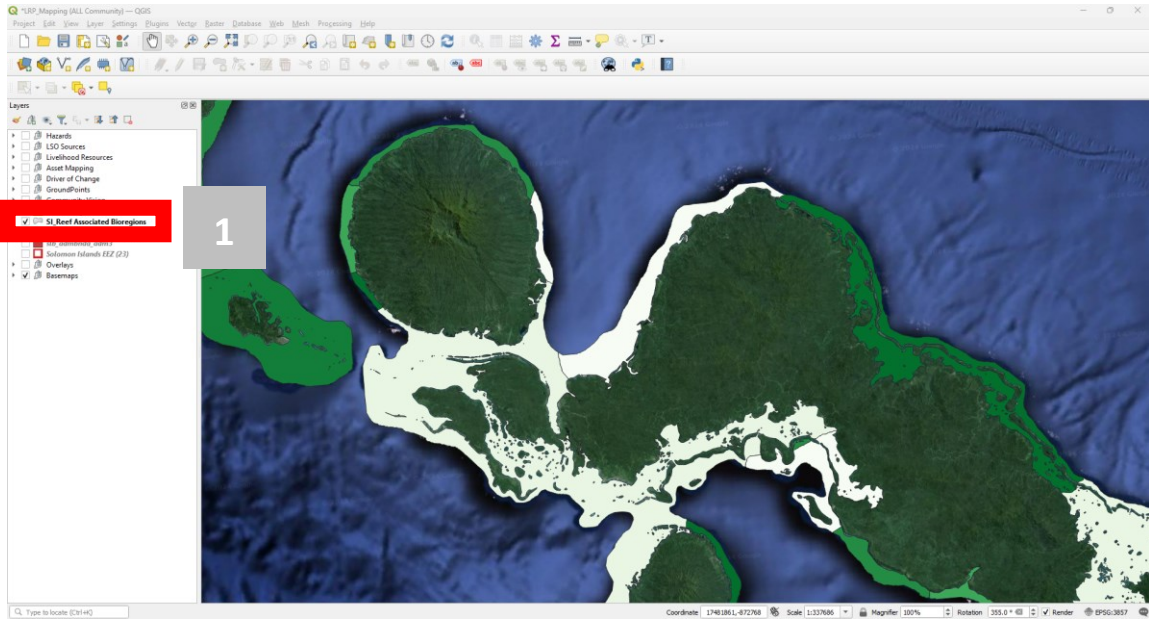 *LRP_Mapping (ALL Community) — QGIS
Project Edit View Layer Settings Plugins Vector Raster Database Web Mesh Processing Help
Layers
Hazards
LSO Sources
Livelihood Resources
Asset Mapping
Driver of Change
GroundPoints
Community Vision
SI_Reef Associated Bioregions
1
Solomon Islands EEZ (23)
Overlays
Basemaps
Type to locate (Ctrl+K)
Coordinate 17481861,-872768 Scale 1:337686 Magnifier 100% Rotation 355.0 ° Render EPSG:3857